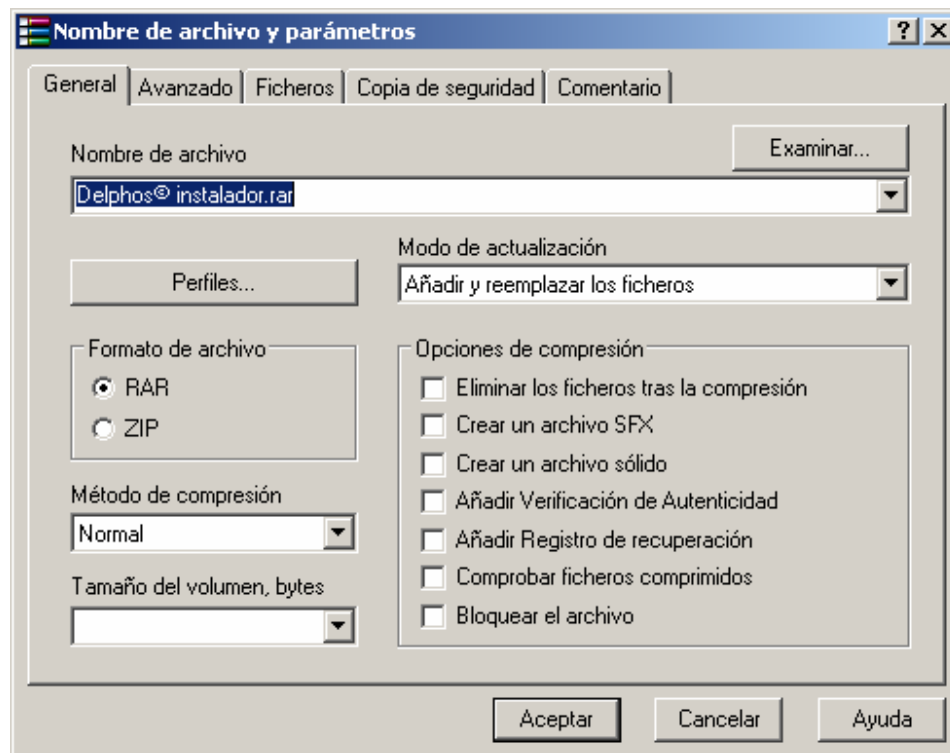 Nombre de archivo y parámetros
General Avanzado Ficheros Copia de seguridad Comentario
Nombre de archivo
Examinar...
Delphos© instalador.rar
Perfiles...
Modo de actualización
Añadir y reemplazar los ficheros
Formato de archivo
RAR
ZIP
Método de compresión
Normal
Tamaño del volumen, bytes
Opciones de compresión
Eliminar los ficheros tras la compresión
Crear un archivo SFX
Crear un archivo sólido
Añadir Verificación de Autenticidad
Añadir Registro de recuperación
Comprobar ficheros comprimidos
Bloquear el archivo
Aceptar Cancelar Ayuda